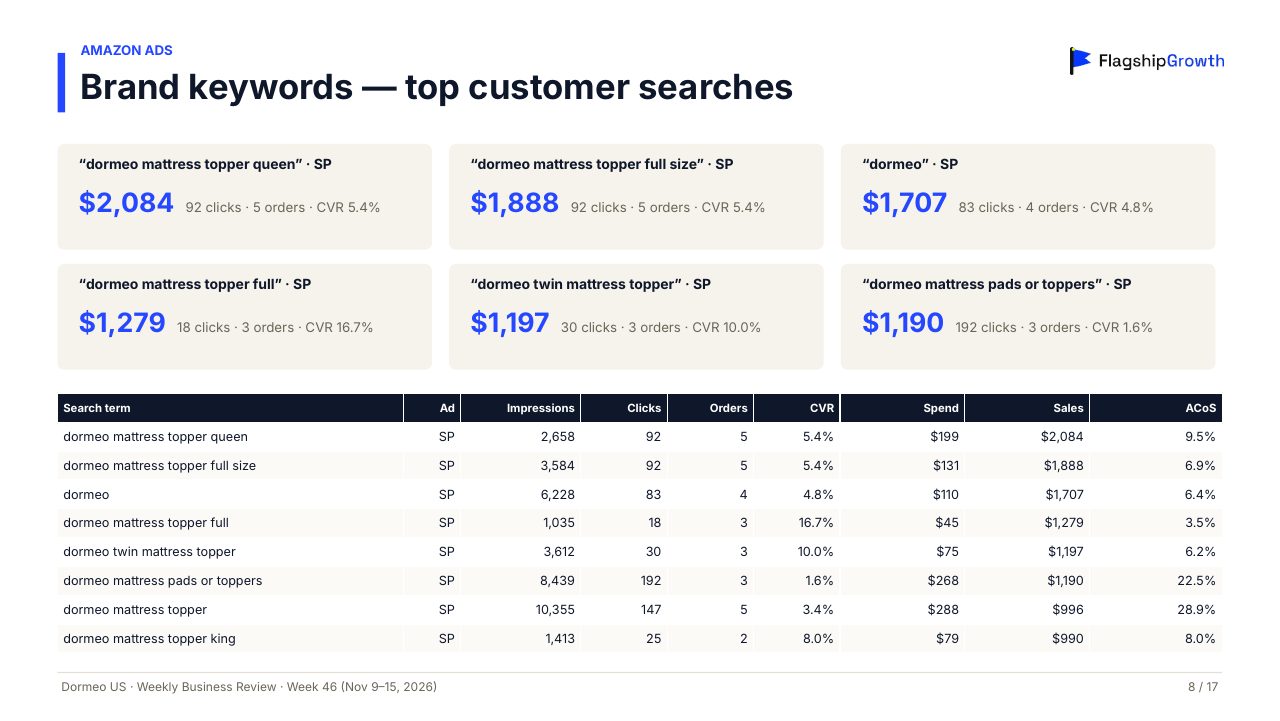 AMAZON ADS
Brand keywords — top customer searches
FlagshipGrowth
“dormeo mattress topper queen” · SP
$2,084 92 clicks · 5 orders · CVR 5.4%
“dormeo mattress topper full size” · SP
$1,888 92 clicks · 5 orders · CVR 5.4%
“dormeo” · SP
$1,707 83 clicks · 4 orders · CVR 4.8%
“dormeo mattress topper full” · SP
$1,279 18 clicks · 3 orders · CVR 16.7%
“dormeo twin mattress topper” · SP
$1,197 30 clicks · 3 orders · CVR 10.0%
“dormeo mattress pads or toppers” · SP
$1,190 192 clicks · 3 orders · CVR 1.6%
Search term Ad Impressions Clicks Orders CVR Spend Sales ACoS
dormeo mattress topper queen SP 2,658 92 5 5.4% $199 $2,084 9.5%
dormeo mattress topper full size SP 3,584 92 5 5.4% $131 $1,888 6.9%
dormeo SP 6,228 83 4 4.8% $110 $1,707 6.4%
dormeo mattress topper full SP 1,035 18 3 16.7% $45 $1,279 3.5%
dormeo twin mattress topper SP 3,612 30 3 10.0% $75 $1,197 6.2%
dormeo mattress pads or toppers SP 8,439 192 3 1.6% $268 $1,190 22.5%
dormeo mattress topper SP 10,355 147 5 3.4% $288 $996 28.9%
dormeo mattress topper king SP 1,413 25 2 8.0% $79 $990 8.0%
Dormeo US · Weekly Business Review · Week 46 (Nov 9–15, 2026)
8 / 17